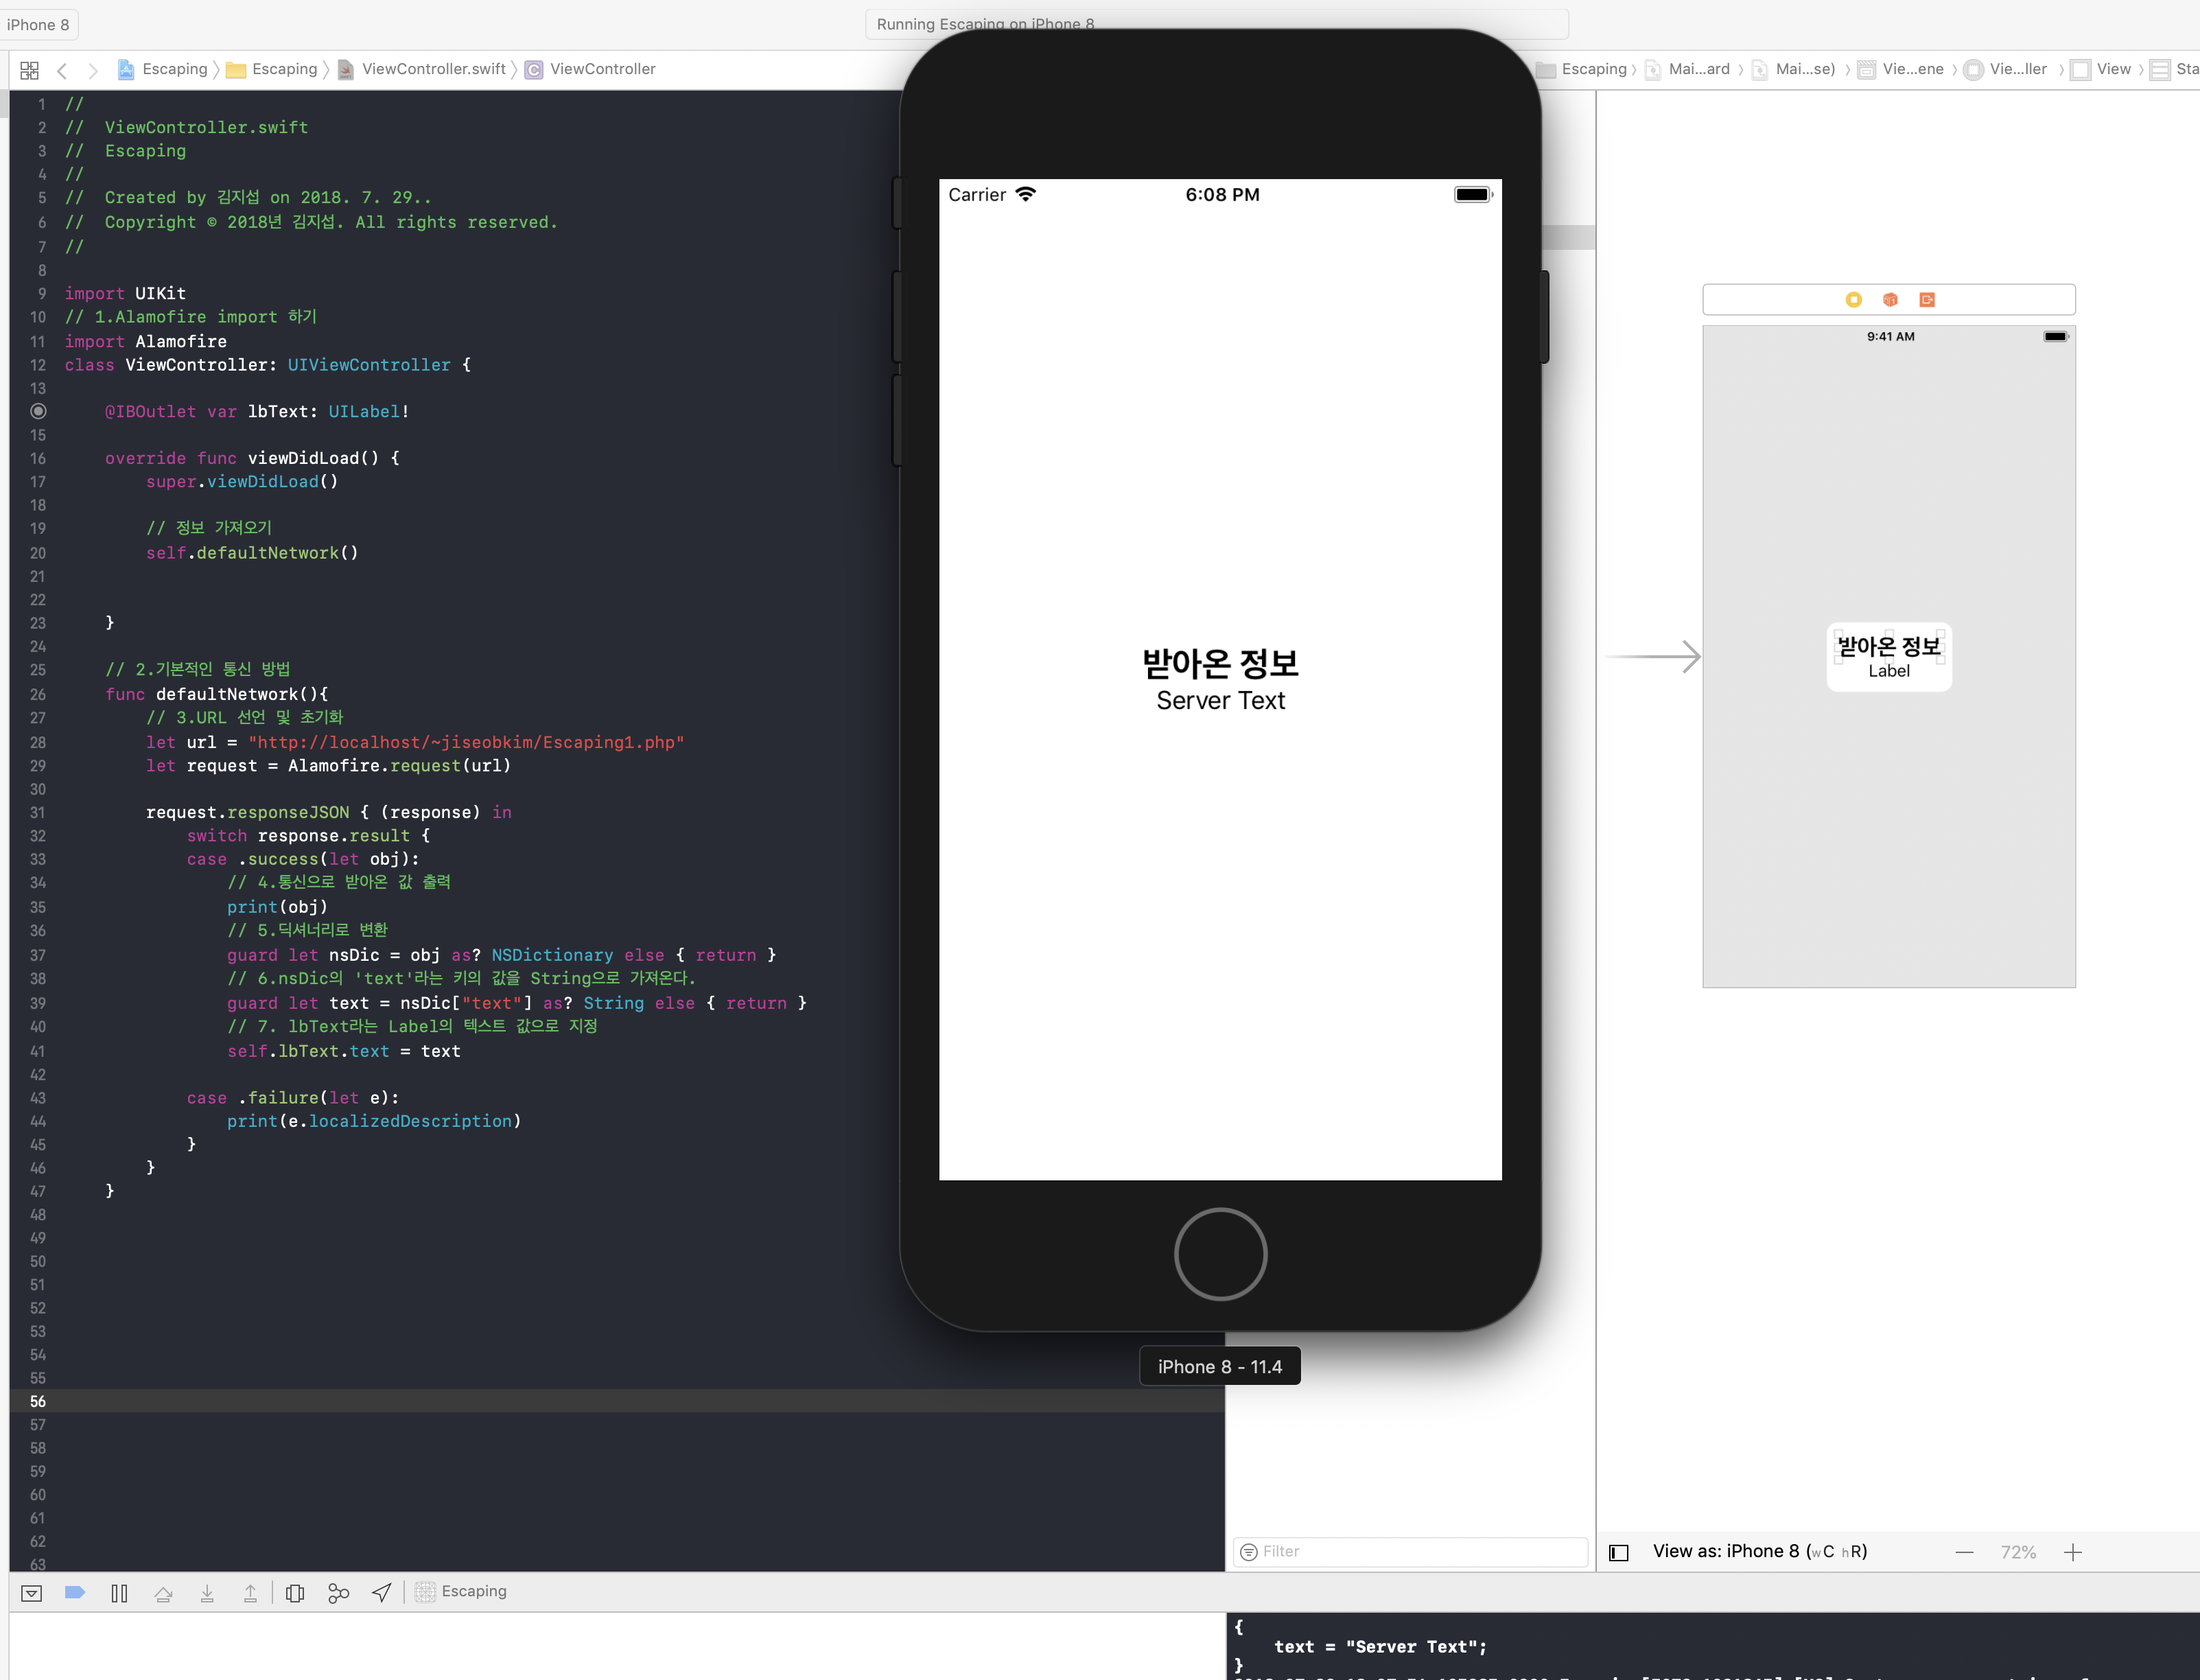 iPhone 8
Running Escaping on iPhone 8
Escaping
Escaping
ViewController.swift
ViewController
Escaping
Mai...ard
Mai...se)
Vie...ene
Vie...ller
View
1 //
2 //  ViewController.swift
3 //  Escaping
4 //
5 //  Created by 김지섭 on 2018. 7. 29..
6 //  Copyright © 2018년 김지섭. All rights reserved.
7 //
8
9 import UIKit
10 // 1.Alamofire import 하기
11 import Alamofire
12 class ViewController: UIViewController {
13
@IBOutlet var lbText: UILabel!
15
16 override func viewDidLoad() {
17 super.viewDidLoad()
18
19 // 정보 가져오기
20 self.defaultNetwork()
21
22
23 }
24
25 // 2.기본적인 통신 방법
26 func defaultNetwork(){
27 // 3.URL 선언 및 초기화
28 let url = "http://localhost/~jiseobkim/Escaping1.php"
29 let request = Alamofire.request(url)
30
31 request.responseJSON { (response) in
32 switch response.result {
33 case .success(let obj):
34 // 4.통신으로 받아온 값 출력
35 print(obj)
36 // 5.딕셔너리로 변환
37 guard let nsDic = obj as? NSDictionary else { return }
38 // 6.nsDic의 'text'라는 키의 값을 String으로 가져온다.
39 guard let text = nsDic["text"] as? String else { return }
40 // 7. lbText라는 Label의 텍스트 값으로 지정
41 self.lbText.text = text
42
43 case .failure(let e):
44 print(e.localizedDescription)
45 }
46 }
47 }
48
49
50
51
52
53
54
55
56
57
58
59
60
61
62
63
Carrier
6:08 PM
받아온 정보
Server Text
iPhone 8 - 11.4
9:41 AM
받아온 정보
Label
Filter
View as: iPhone 8 (wC hR)
72%
Escaping
{
text = "Server Text";
}